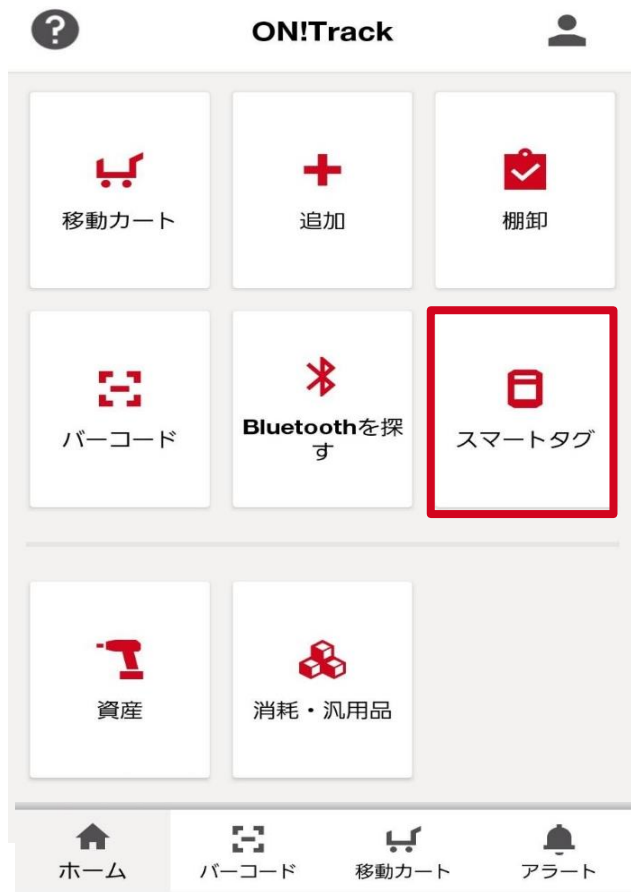 ON!Track
移動カート
追加
棚卸
バーコード
Bluetoothを探
す
スマートタグ
資産
消耗・汎用品
ホーム
バーコード
移動カート
アラート